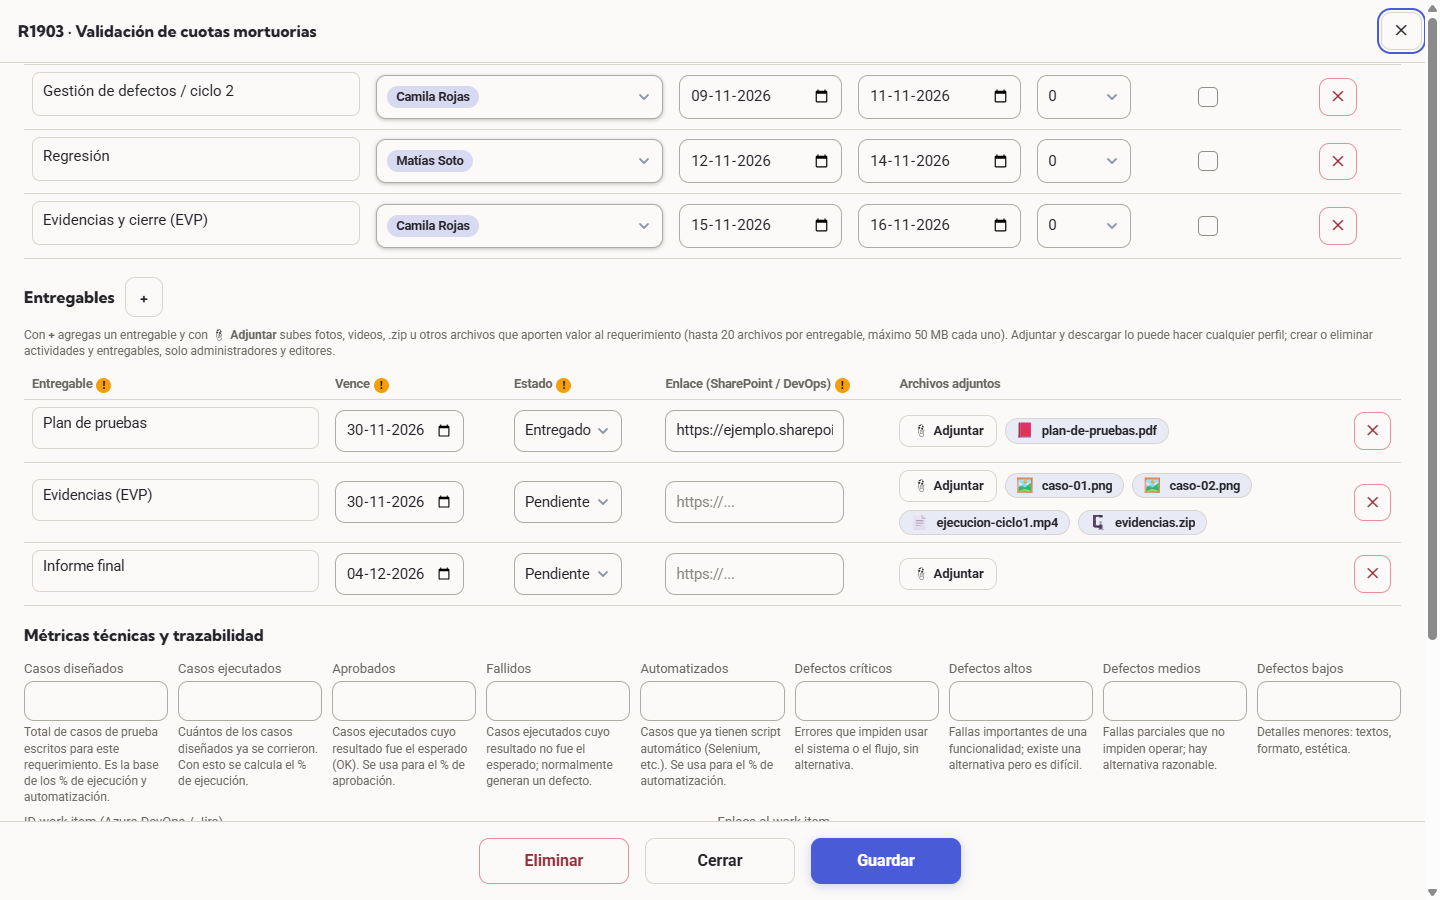 R1903 · Validación de cuotas mortuorias
Gestión de defectos / ciclo 2
Camila Rojas
09-11-2026
11-11-2026
0
Regresión
Matías Soto
12-11-2026
14-11-2026
0
Evidencias y cierre (EVP)
Camila Rojas
15-11-2026
16-11-2026
0
Entregables
+
Con + agregas un entregable y con Adjuntar subes fotos, videos, .zip u otros archivos que aporten valor al requerimiento (hasta 20 archivos por entregable, máximo 50 MB cada uno). Adjuntar y descargar lo puede hacer cualquier perfil; crear o eliminar
actividades y entregables, solo administradores y editores.
Entregable !
Vence !
Estado !
Enlace (SharePoint / DevOps) !
Archivos adjuntos
Plan de pruebas
30-11-2026
Entregado
https://ejemplo.sharepoi
Adjuntar
plan-de-pruebas.pdf
Evidencias (EVP)
30-11-2026
Pendiente
https://...
Adjuntar
caso-01.png
caso-02.png
ejecucion-ciclo1.mp4
evidencias.zip
Informe final
04-12-2026
Pendiente
https://...
Adjuntar
Métricas técnicas y trazabilidad
Casos diseñados
Total de casos de prueba
escritos para este
requerimiento. Es la base
de los % de ejecución y
automatización.
Casos ejecutados
Cuántos de los casos
diseñados ya se corrieron.
Con esto se calcula el %
de ejecución.
Aprobados
Casos ejecutados cuyo
resultado fue el esperado
(OK). Se usa para el % de
aprobación.
Fallidos
Casos ejecutados cuyo
resultado no fue el
esperado; normalmente
generan un defecto.
Automatizados
Casos que ya tienen script
automático (Selenium,
etc.). Se usa para el % de
automatización.
Defectos críticos
Errores que impiden usar
el sistema o el flujo, sin
alternativa.
Defectos altos
Fallas importantes de una
funcionalidad; existe una
alternativa pero es difícil.
Defectos medios
Fallas parciales que no
impiden operar; hay
alternativa razonable.
Defectos bajos
Detalles menores: textos,
formato, estética.
ID work item (Azure DevOps / Jira)
Enlace al work item
Eliminar
Cerrar
Guardar